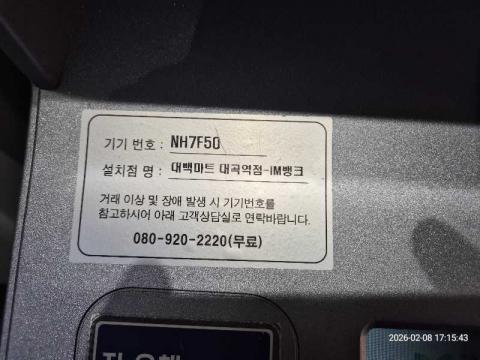 기기 번호 : NH7F50
설치점 명 : 대백마트 대곡역점-iM뱅크
거래 이상 및 장애 발생 시 기기번호를
참고하시어 아래 고객상담실로 연락바랍니다.
080-920-2220(무료)
2026-02-08 17:15:43